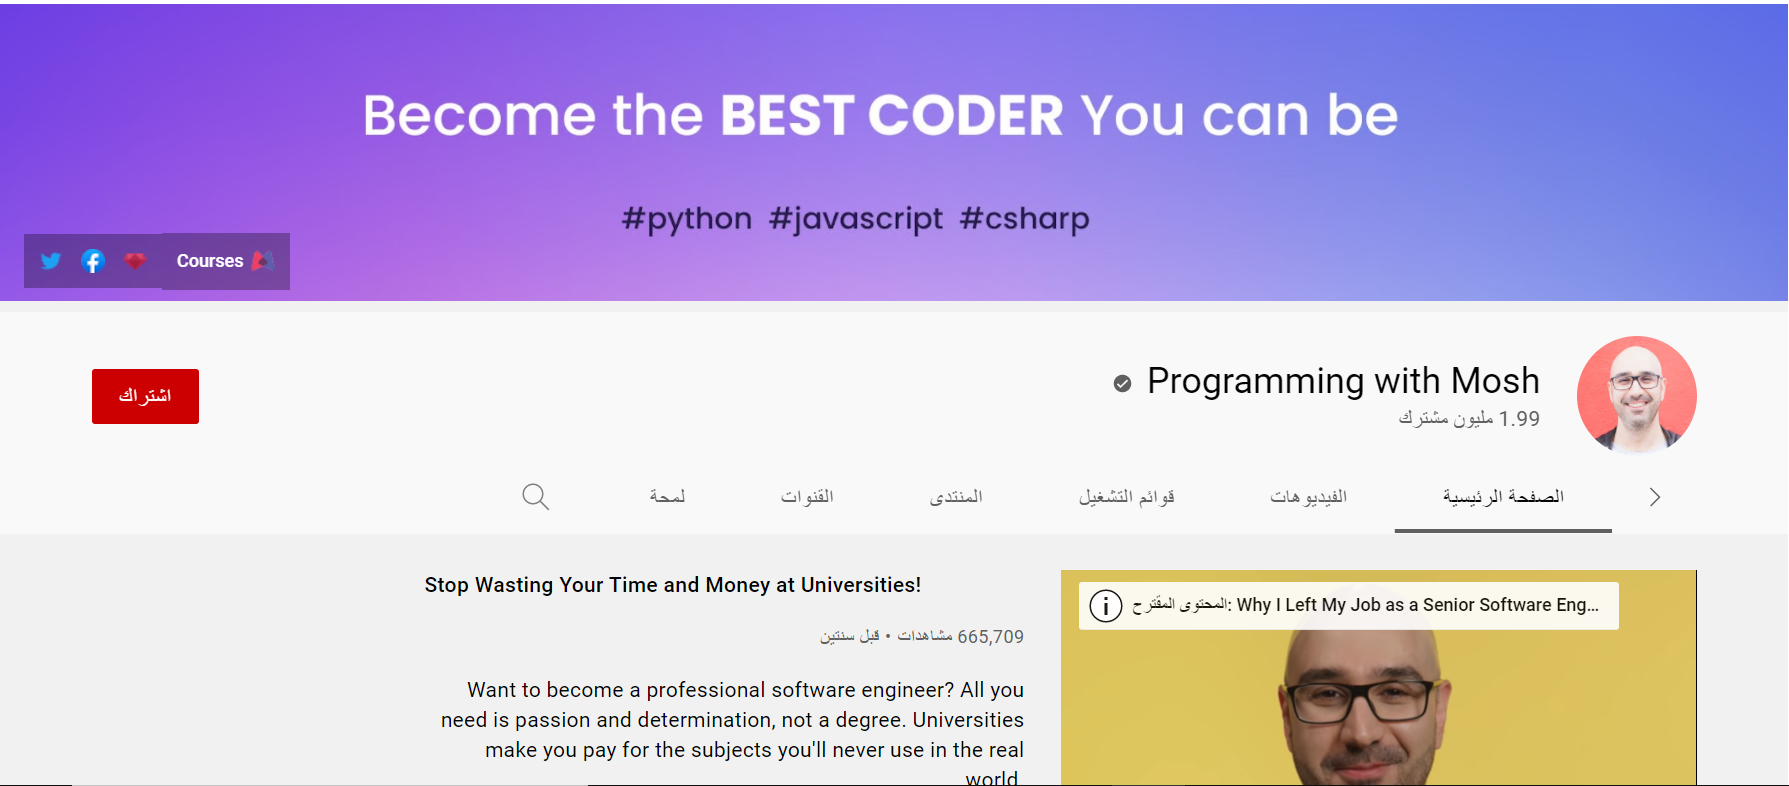 Become the BEST CODER You can be
#python #javascript #csharp
Courses
Programming with Mosh
1.99 مليون مشترك
اشتراك
الصفحة الرئيسية
الفيديوهات
قوائم التشغيل
المنتدى
القنوات
لمحة
المحتوى المقترح: Why I Left My Job as a Senior Software Eng...
Stop Wasting Your Time and Money at Universities!
665,709 مشاهدات • قبل سنتين
Want to become a professional software engineer? All you
need is passion and determination, not a degree. Universities
make you pay for the subjects you'll never use in the real
world.